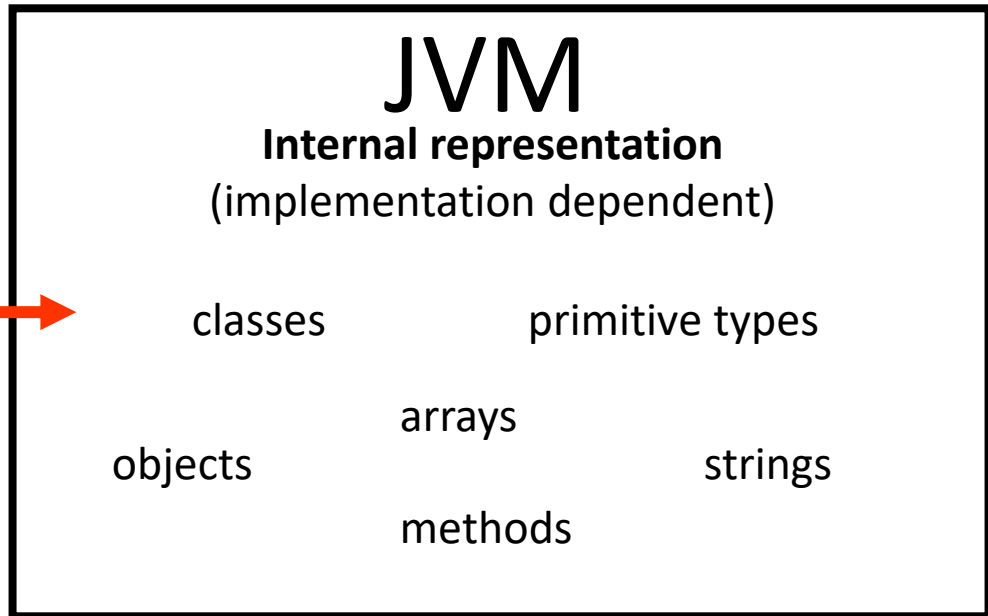 JVM
Internal representation
(implementation dependent)
classes primitive types
arrays
objects strings
methods